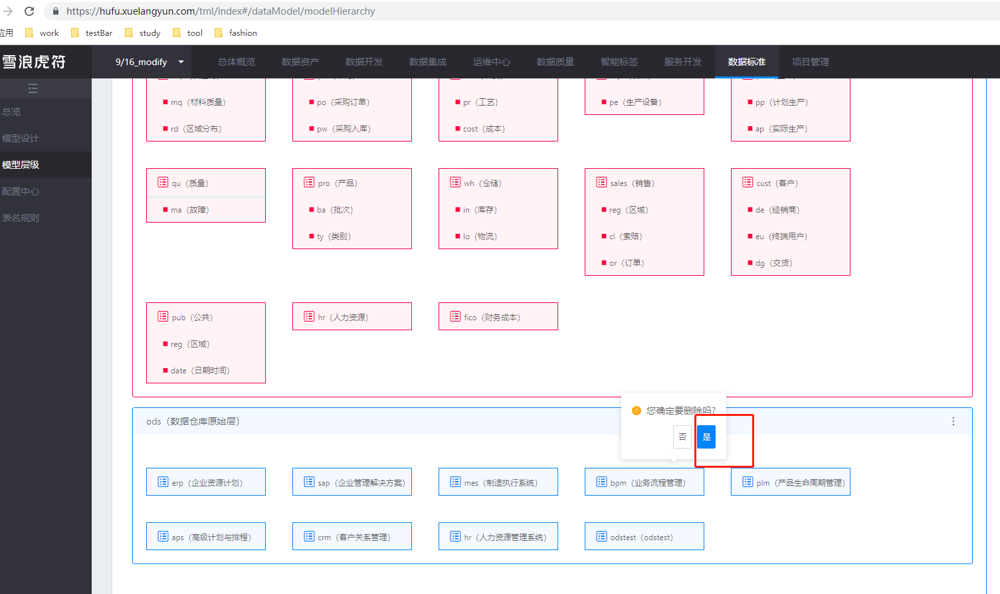 https://hufu.xuelangyun.com/tml/index#/dataModel/modelHierarchy
应用 work testBar study tool fashion
雪浪虎符 9/16_modify 总体概览 数据资产 数据开发 数据集成 运维中心 数据质量 智能标签 服务开发 数据标准 项目管理
总览
模型设计
模型层级
配置中心
表名规则
mq（材料质量） po（采购订单） pr（工艺） pe（生产设备） pp（计划生产）
rd（区域分布） pw（采购入库） cost（成本） ap（实际生产）
qu（质量） pro（产品） wh（仓储） sales（销售） cust（客户）
ma（故障） ba（批次） in（库存） reg（区域） de（经销商）
ty（类别） lo（物流） cl（索赔） eu（终端用户）
or（订单） dg（交货）
pub（公共） hr（人力资源） fico（财务成本）
reg（区域）
date（日期时间）
您确定要删除吗?
否 是
ods（数据仓库原始层）
erp（企业资源计划） sap（企业管理解决方案） mes（制造执行系统） bpm（业务流程管理） plm（产品生命周期管理）
aps（高级计划与排程） crm（客户关系管理） hr（人力资源管理系统） odstest（odstest）